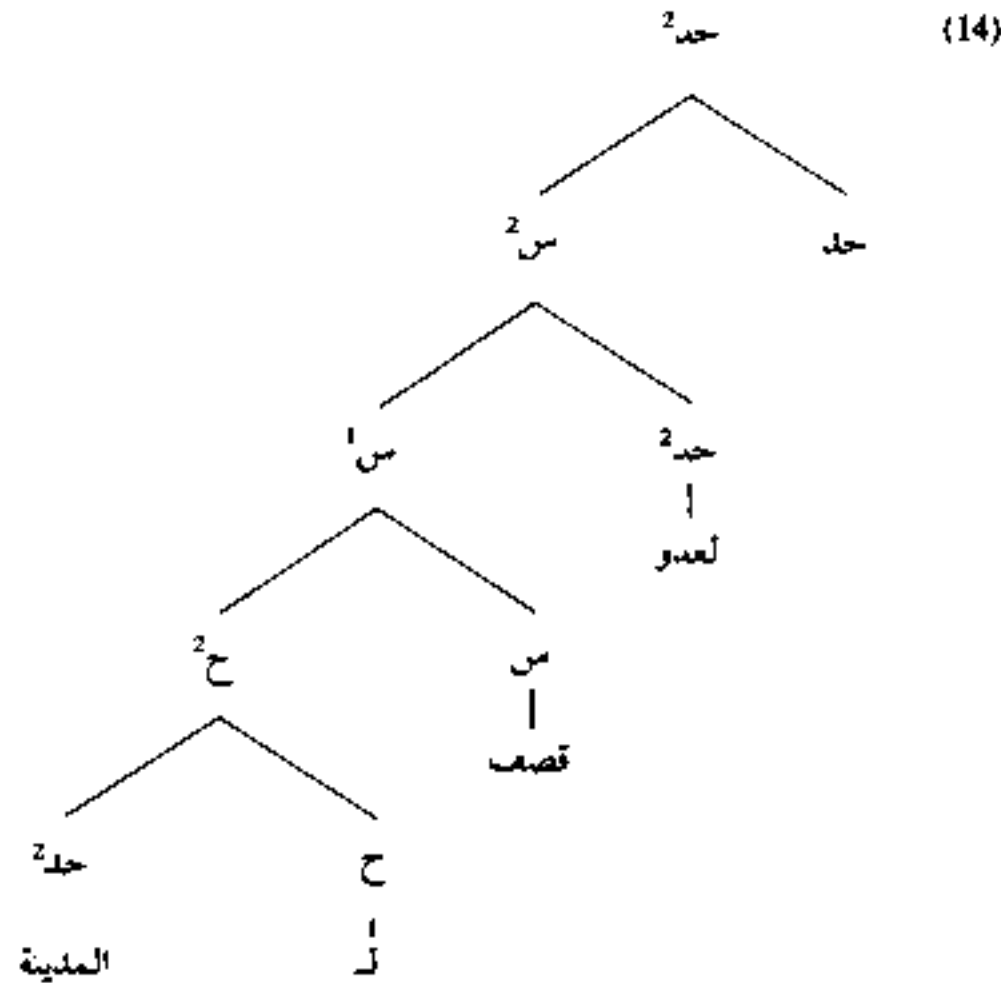 (14) حد²
حد س²
حد² س¹
لعدو
س ح²
قصف
ح حد²
لـ المدينة